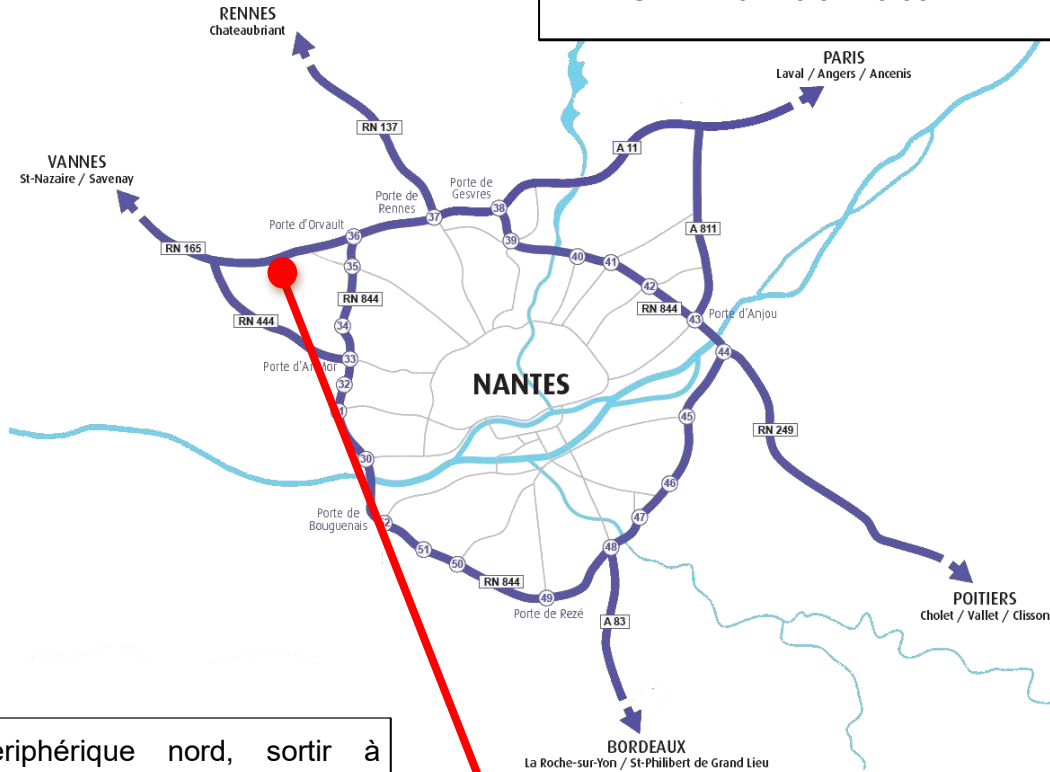 RENNES
Chateaubriant
PARIS
Laval / Angers / Ancenis
RN 137
A 11
VANNES
St-Nazaire / Savenay
Porte de
Rennes
Porte de
Gesvres
37
38
Porte d'Orvault
36
39
RN 165
35
40
41
A 811
42
RN 844
RN 844
43
Porte d'Anjou
RN 444
34
33
44
32
NANTES
45
RN 249
30
46
Porte de
Bouguenais
47
51
48
50
RN 844
49
Porte de Rezé
A 83
POITIERS
Cholet / Vallet / Clisson
BORDEAUX
La Roche-sur-Yon / St-Philibert de Grand Lieu
ériphérique nord, sortir à